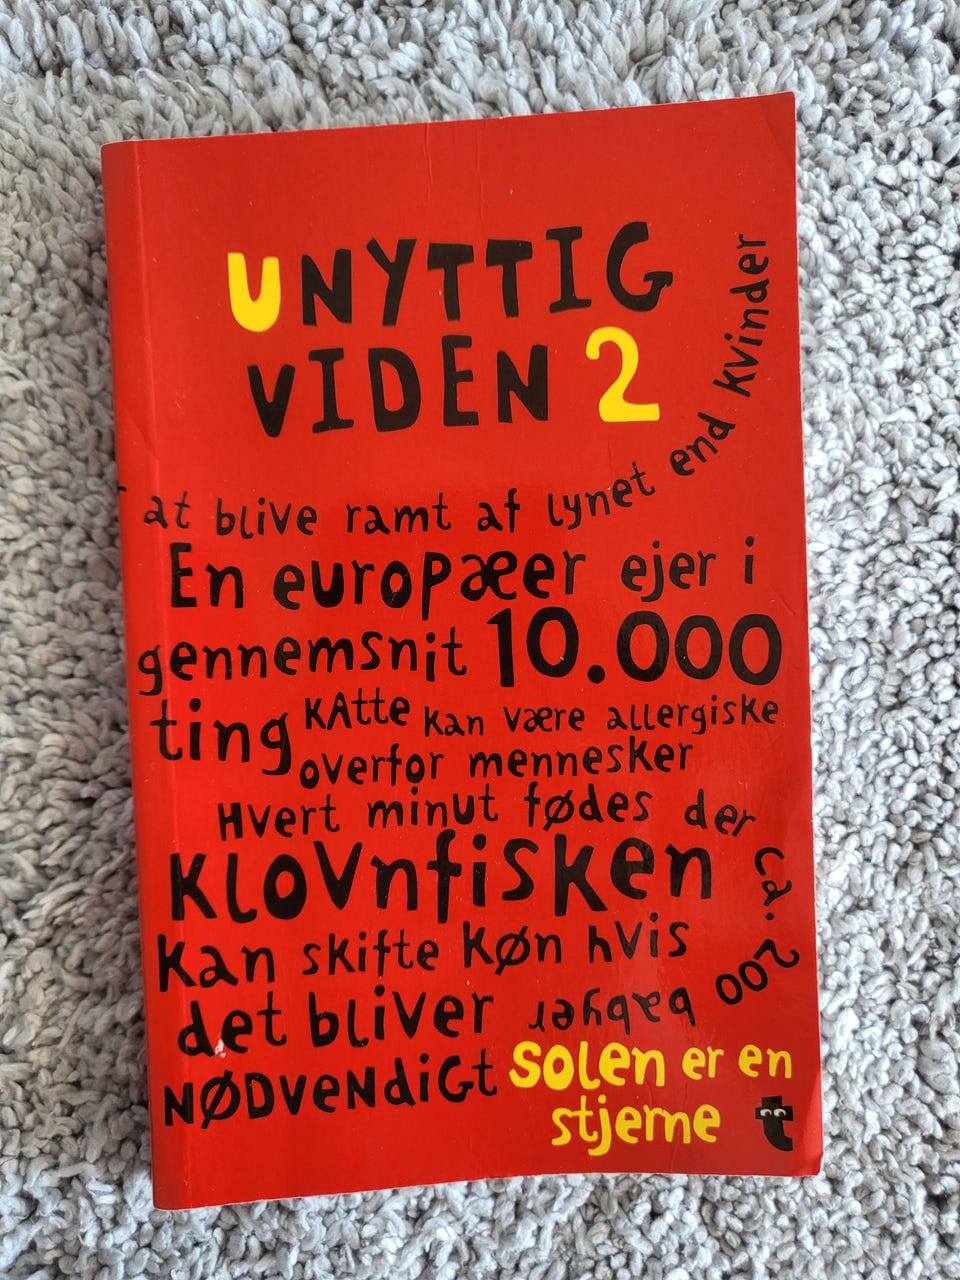 UNYTTIG
VIDEN 2
at blive ramt af lynet end kvinder
En europæer ejer i
gennemsnit 10.000
ting
KAtte kan være allergiske
overfor mennesker
Hvert minut fødes der ca. 200 babyer
Klovnfisken
kan skifte køn hvis
det bliver
NØDvendiGt
solen er en
stjerne
t